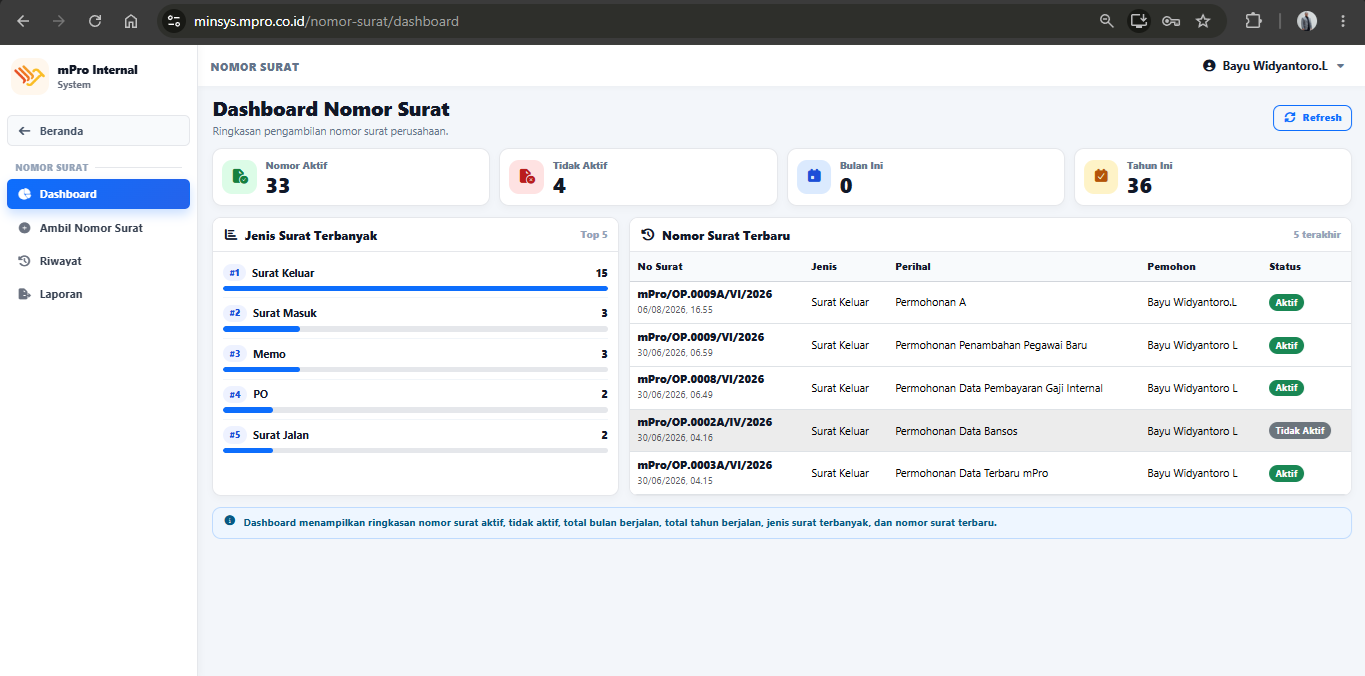 minsys.mpro.co.id/nomor-surat/dashboard
mPro Internal
System
NOMOR SURAT
Bayu Widyantoro.L
Beranda
NOMOR SURAT
Dashboard
Ambil Nomor Surat
Riwayat
Laporan
Dashboard Nomor Surat
Ringkasan pengambilan nomor surat perusahaan.
Refresh
Nomor Aktif
33
Tidak Aktif
4
Bulan Ini
0
Tahun Ini
36
Jenis Surat Terbanyak Top 5
#1 Surat Keluar 15
#2 Surat Masuk 3
#3 Memo 3
#4 PO 2
#5 Surat Jalan 2
Nomor Surat Terbaru 5 terakhir
No Surat Jenis Perihal Pemohon Status
mPro/OP.0009A/VI/2026
06/08/2026, 16.55
Surat Keluar Permohonan A Bayu Widyantoro.L Aktif
mPro/OP.0009/VI/2026
30/06/2026, 06.59
Surat Keluar Permohonan Penambahan Pegawai Baru Bayu Widyantoro L Aktif
mPro/OP.0008/VI/2026
30/06/2026, 06.49
Surat Keluar Permohonan Data Pembayaran Gaji Internal Bayu Widyantoro L Aktif
mPro/OP.0002A/IV/2026
30/06/2026, 04.16
Surat Keluar Permohonan Data Bansos Bayu Widyantoro L Tidak Aktif
mPro/OP.0003A/VI/2026
30/06/2026, 04.15
Surat Keluar Permohonan Data Terbaru mPro Bayu Widyantoro L Aktif
Dashboard menampilkan ringkasan nomor surat aktif, tidak aktif, total bulan berjalan, total tahun berjalan, jenis surat terbanyak, dan nomor surat terbaru.